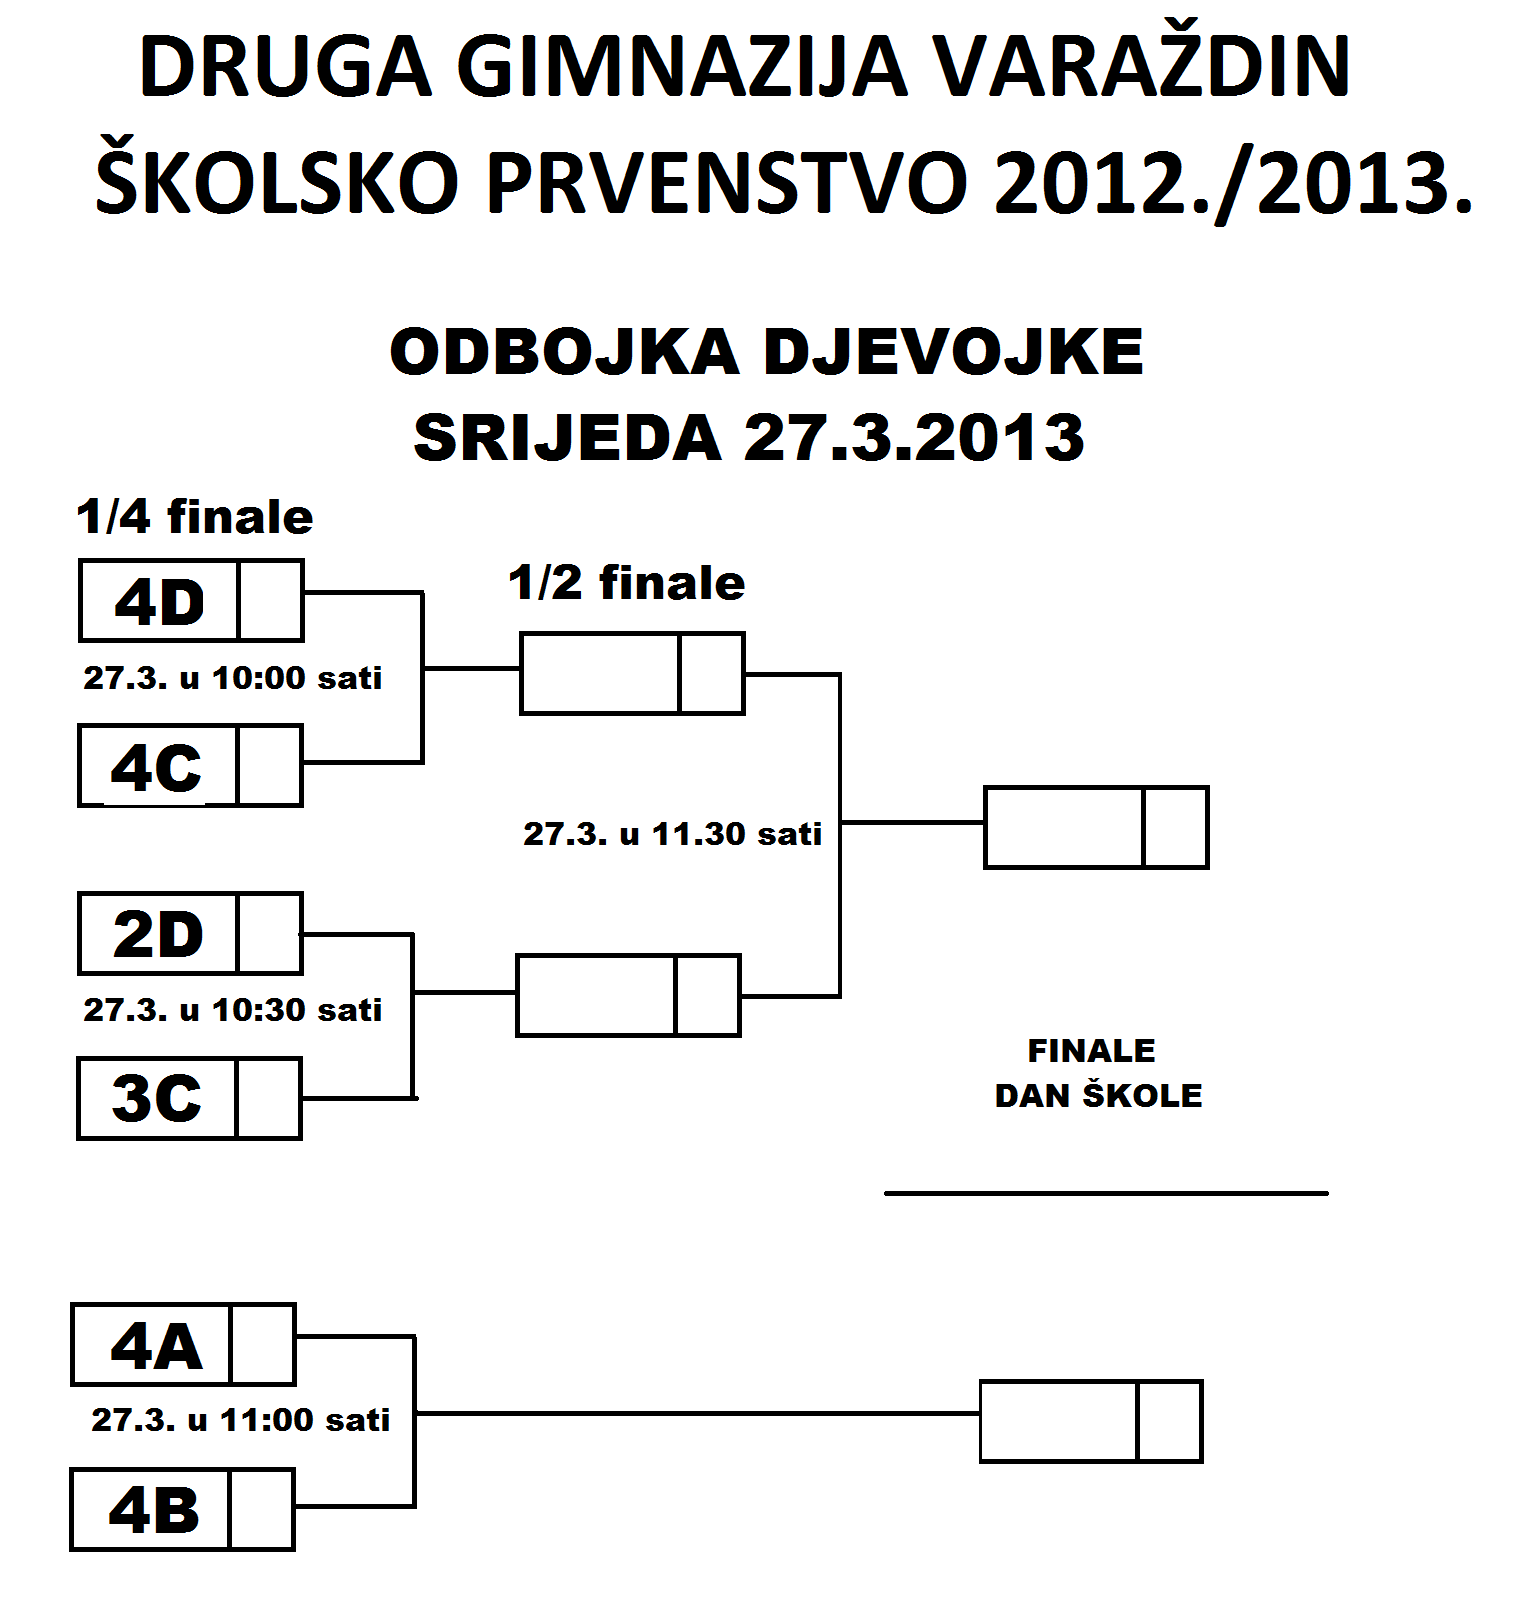 DRUGA GIMNAZIJA VARAŽDIN
ŠKOLSKO PRVENSTVO 2012./2013.
ODBOJKA DJEVOJKE
SRIJEDA 27.3.2013
1/4 finale
1/2 finale
4D
27.3. u 10:00 sati
4C
27.3. u 11.30 sati
2D
27.3. u 10:30 sati
3C
FINALE
DAN ŠKOLE
4A
27.3. u 11:00 sati
4B